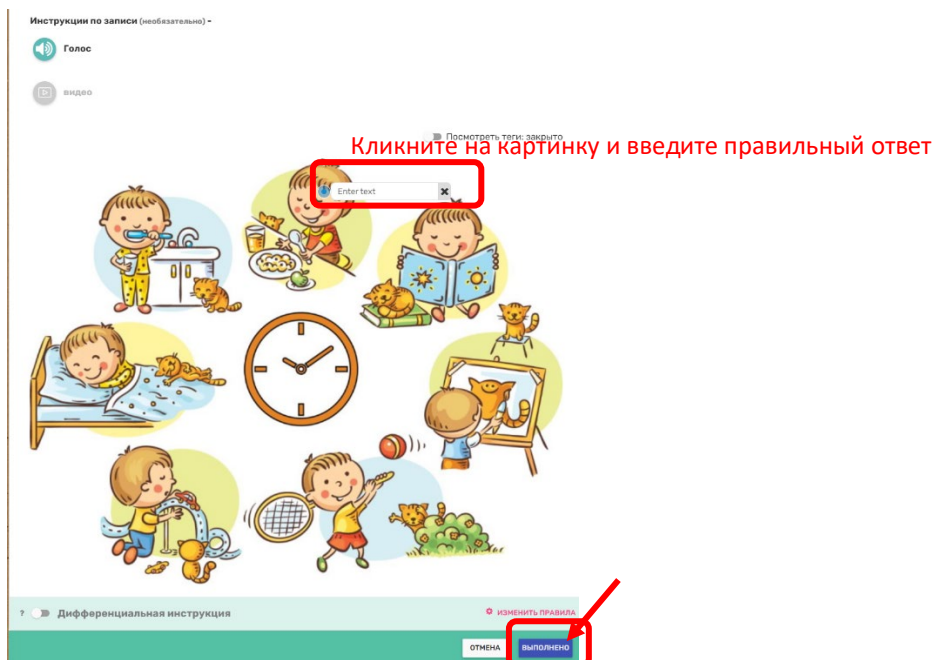 Инструкции по записи (необязательно) -
Голос
видео
Посмотреть теги: закрыто
Кликните на картинку и введите правильный ответ
Enter text
? Дифференциальная инструкция
ИЗМЕНИТЬ ПРАВИЛА
ОТМЕНА
ВЫПОЛНЕНО